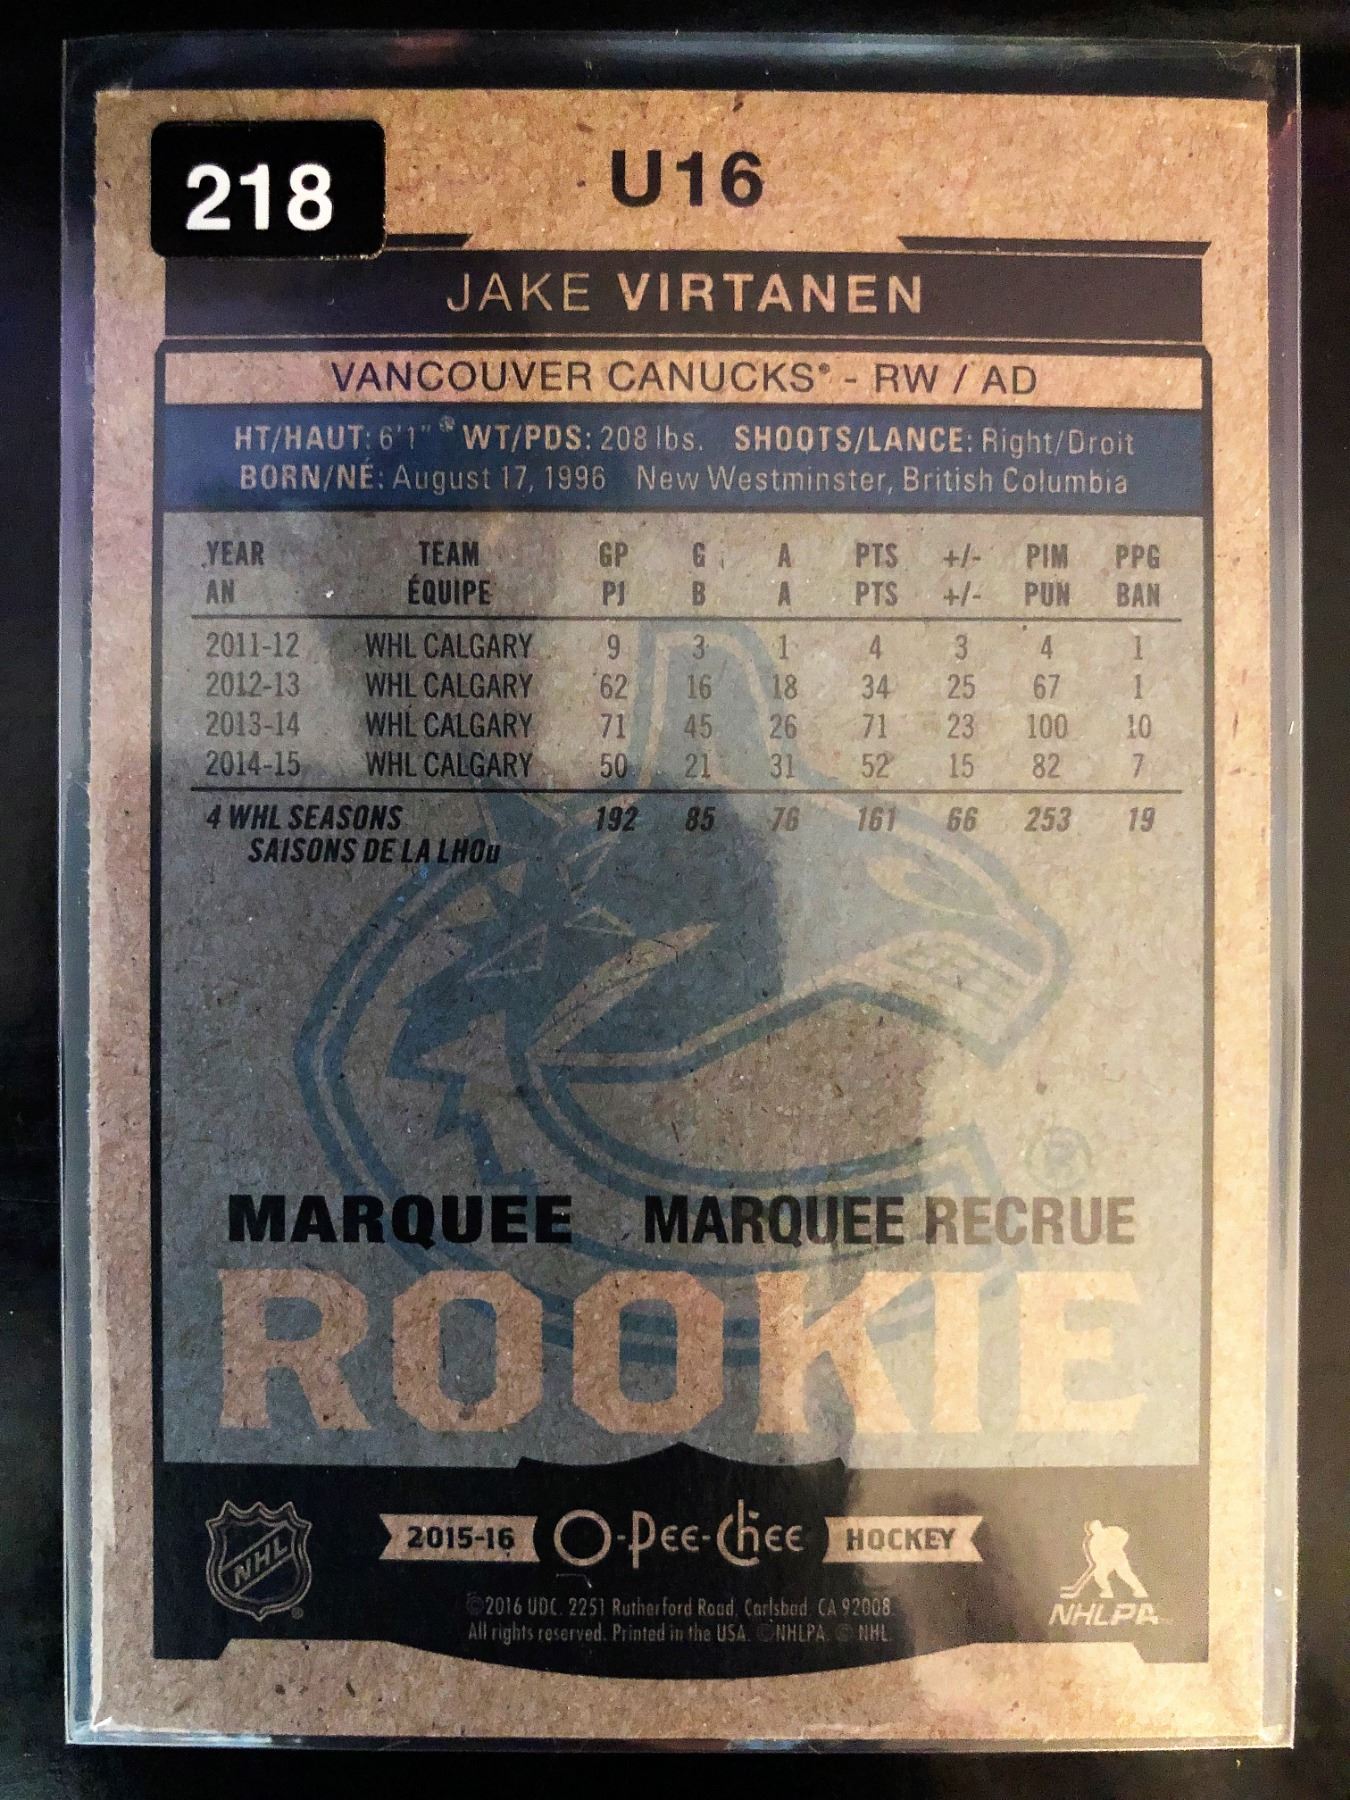 218
U16
JAKE VIRTANEN
VANCOUVER CANUCKS® - RW / AD
HT/HAUT: 6'1" WT/PDS: 208 lbs. SHOOTS/LANCE: Right/Droit
BORN/NÉ: August 17, 1996 New Westminster, British Columbia
YEAR TEAM GP G A PTS +/- PIM PPG
AN ÉQUIPE PJ B A PTS +/- PUN BAN
2011-12 WHL CALGARY 9 3 1 4 3 4 1
2012-13 WHL CALGARY 62 16 18 34 25 67 1
2013-14 WHL CALGARY 71 45 26 71 23 100 10
2014-15 WHL CALGARY 50 21 31 52 15 82 7
4 WHL SEASONS 192 85 76 161 66 253 19
SAISONS DE LA LHOu
®
MARQUEE MARQUEE RECRUE
ROOKIE
NHL®
2015-16 O-Pee-Chee HOCKEY
NHLPA
©2016 UDC. 2251 Rutherford Road, Carlsbad, CA 92008.
All rights reserved. Printed in the USA. ©NHLPA. © NHL.